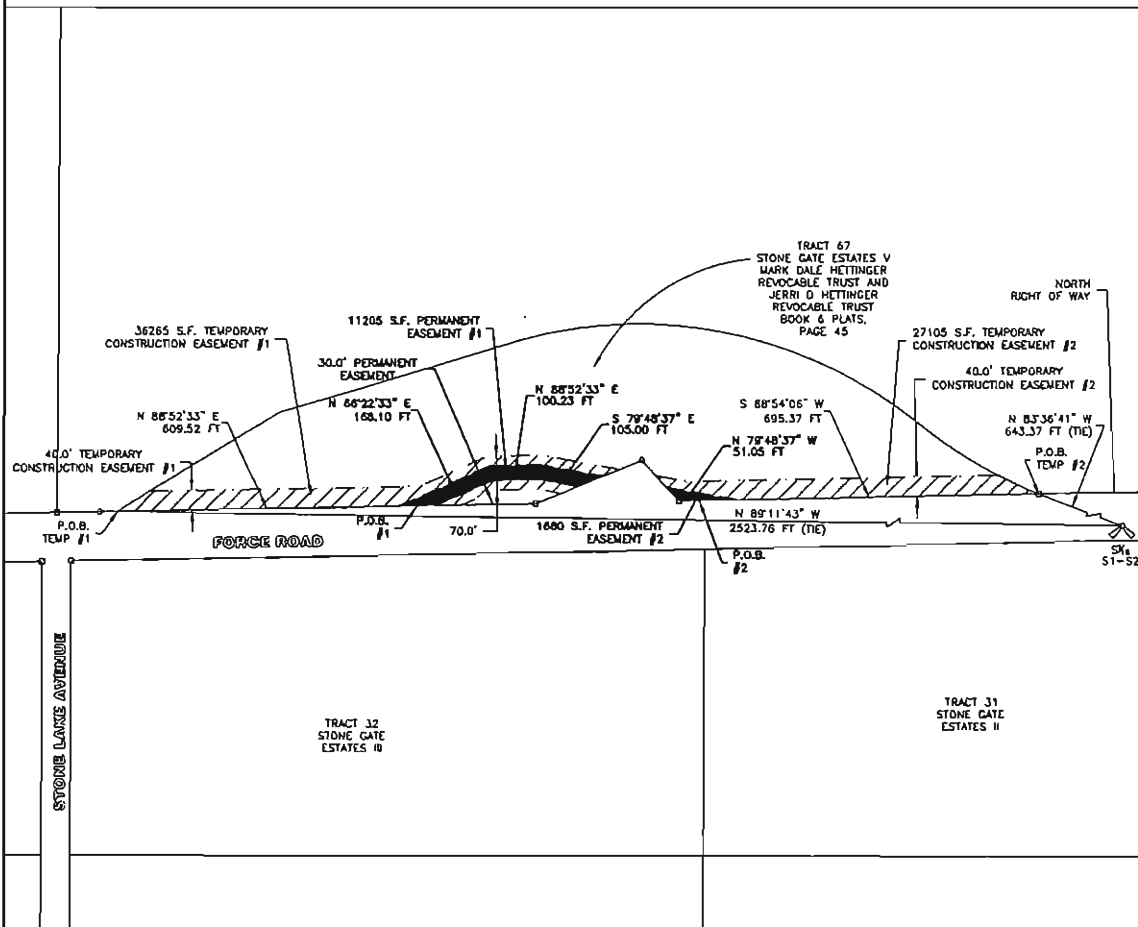 TRACT 67
STONE GATE ESTATES V
MARK DALE HETTINGER
REVOCABLE TRUST AND
JERRI D HETTINGER
REVOCABLE TRUST
BOOK 6 PLATS,
PAGE 45
NORTH
RIGHT OF WAY
36265 S.F. TEMPORARY
CONSTRUCTION EASEMENT #1
11205 S.F. PERMANENT
EASEMENT #1
27105 S.F. TEMPORARY
CONSTRUCTION EASEMENT #2
30.0' PERMANENT
EASEMENT
40.0' TEMPORARY
CONSTRUCTION EASEMENT #2
N 88°52'33" E
100.23 FT
N 86°52'33" E
609.52 FT
N 66°22'33" E
168.10 FT
S 79°48'37" E
105.00 FT
S 88°54'06" W
695.37 FT
N 83°36'41" W
643.37 FT (TIE)
N 79°48'37" W
51.05 FT
40.0' TEMPORARY
CONSTRUCTION EASEMENT #1
P.O.B.
TEMP #2
P.O.B.
TEMP #1
P.O.B.
#1
70.0'
1680 S.F. PERMANENT
EASEMENT #2
N 89°11'43" W
2523.76 FT (TIE)
FORCE ROAD
P.O.B.
#2
S1-S2
STONE LAKE AVENUE
TRACT 32
STONE GATE
ESTATES III
TRACT 31
STONE GATE
ESTATES II